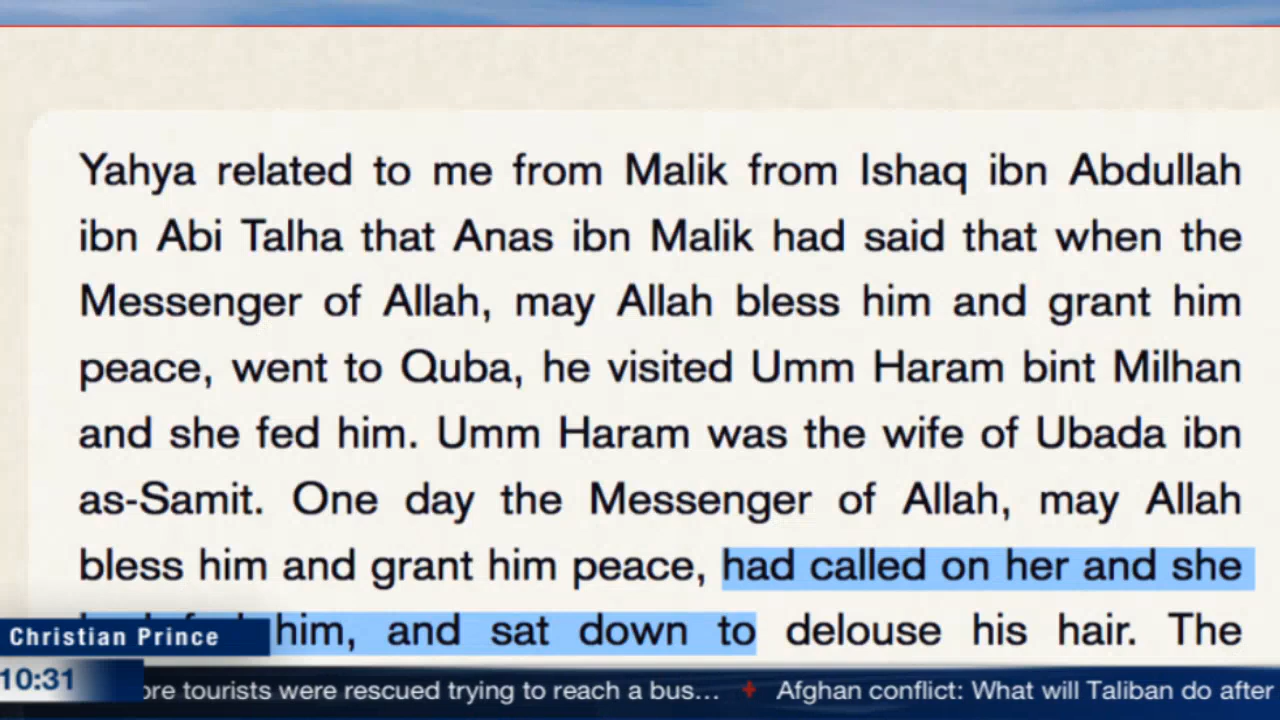 Yahya related to me from Malik from Ishaq ibn Abdullah
ibn Abi Talha that Anas ibn Malik had said that when the
Messenger of Allah, may Allah bless him and grant him
peace, went to Quba, he visited Umm Haram bint Milhan
and she fed him. Umm Haram was the wife of Ubada ibn
as-Samit. One day the Messenger of Allah, may Allah
bless him and grant him peace, had called on her and she
him, and sat down to delouse his hair. The
Christian Prince
10:31
ore tourists were rescued trying to reach a bus... Afghan conflict: What will Taliban do after